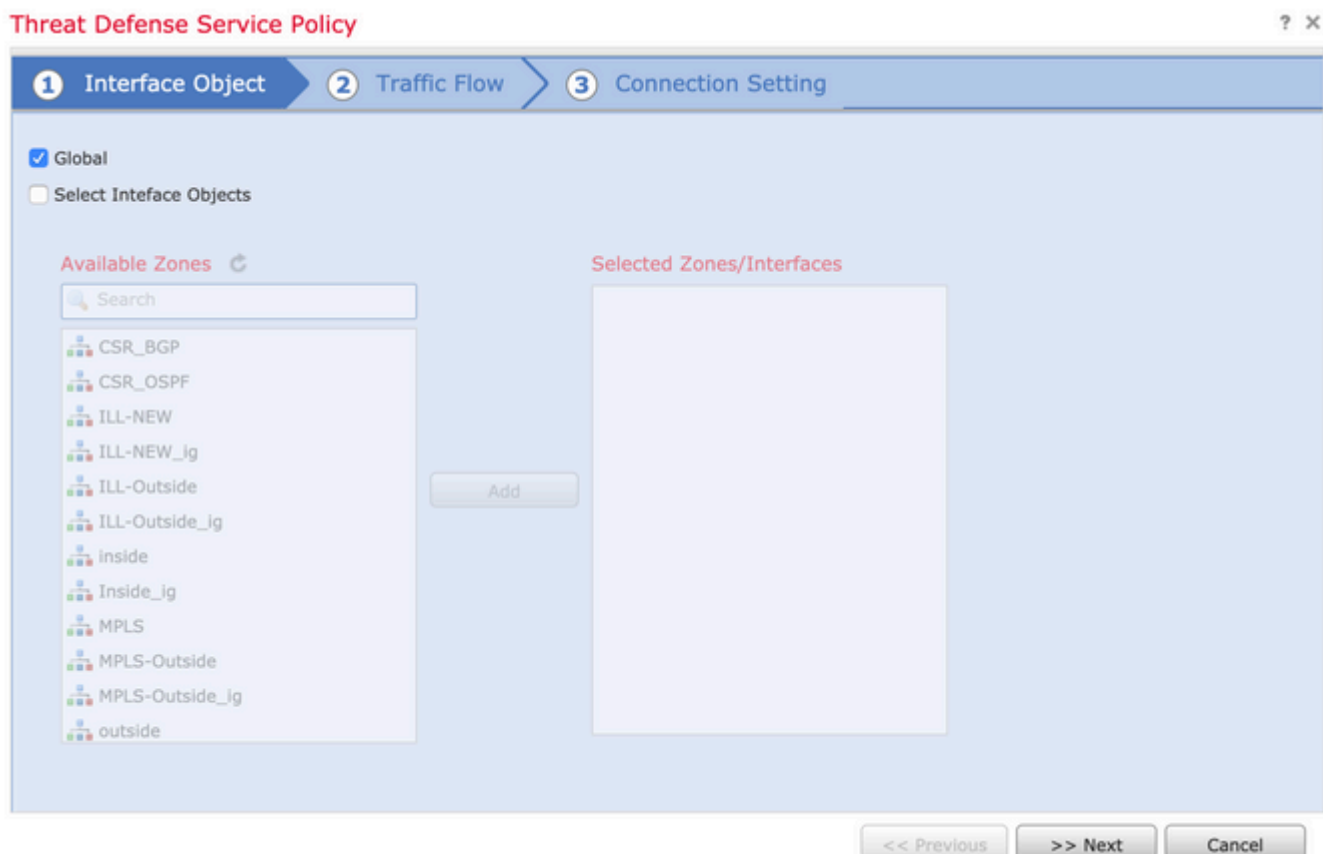 Threat Defense Service Policy
?
1 Interface Object 2 Traffic Flow 3 Connection Setting
Global
Select Inteface Objects
Available Zones
Selected Zones/Interfaces
Search
CSR_BGP
CSR_OSPF
ILL-NEW
ILL-NEW_ig
ILL-Outside
ILL-Outside_ig
inside
Inside_ig
MPLS
MPLS-Outside
MPLS-Outside_ig
outside
Add
<< Previous
>> Next
Cancel